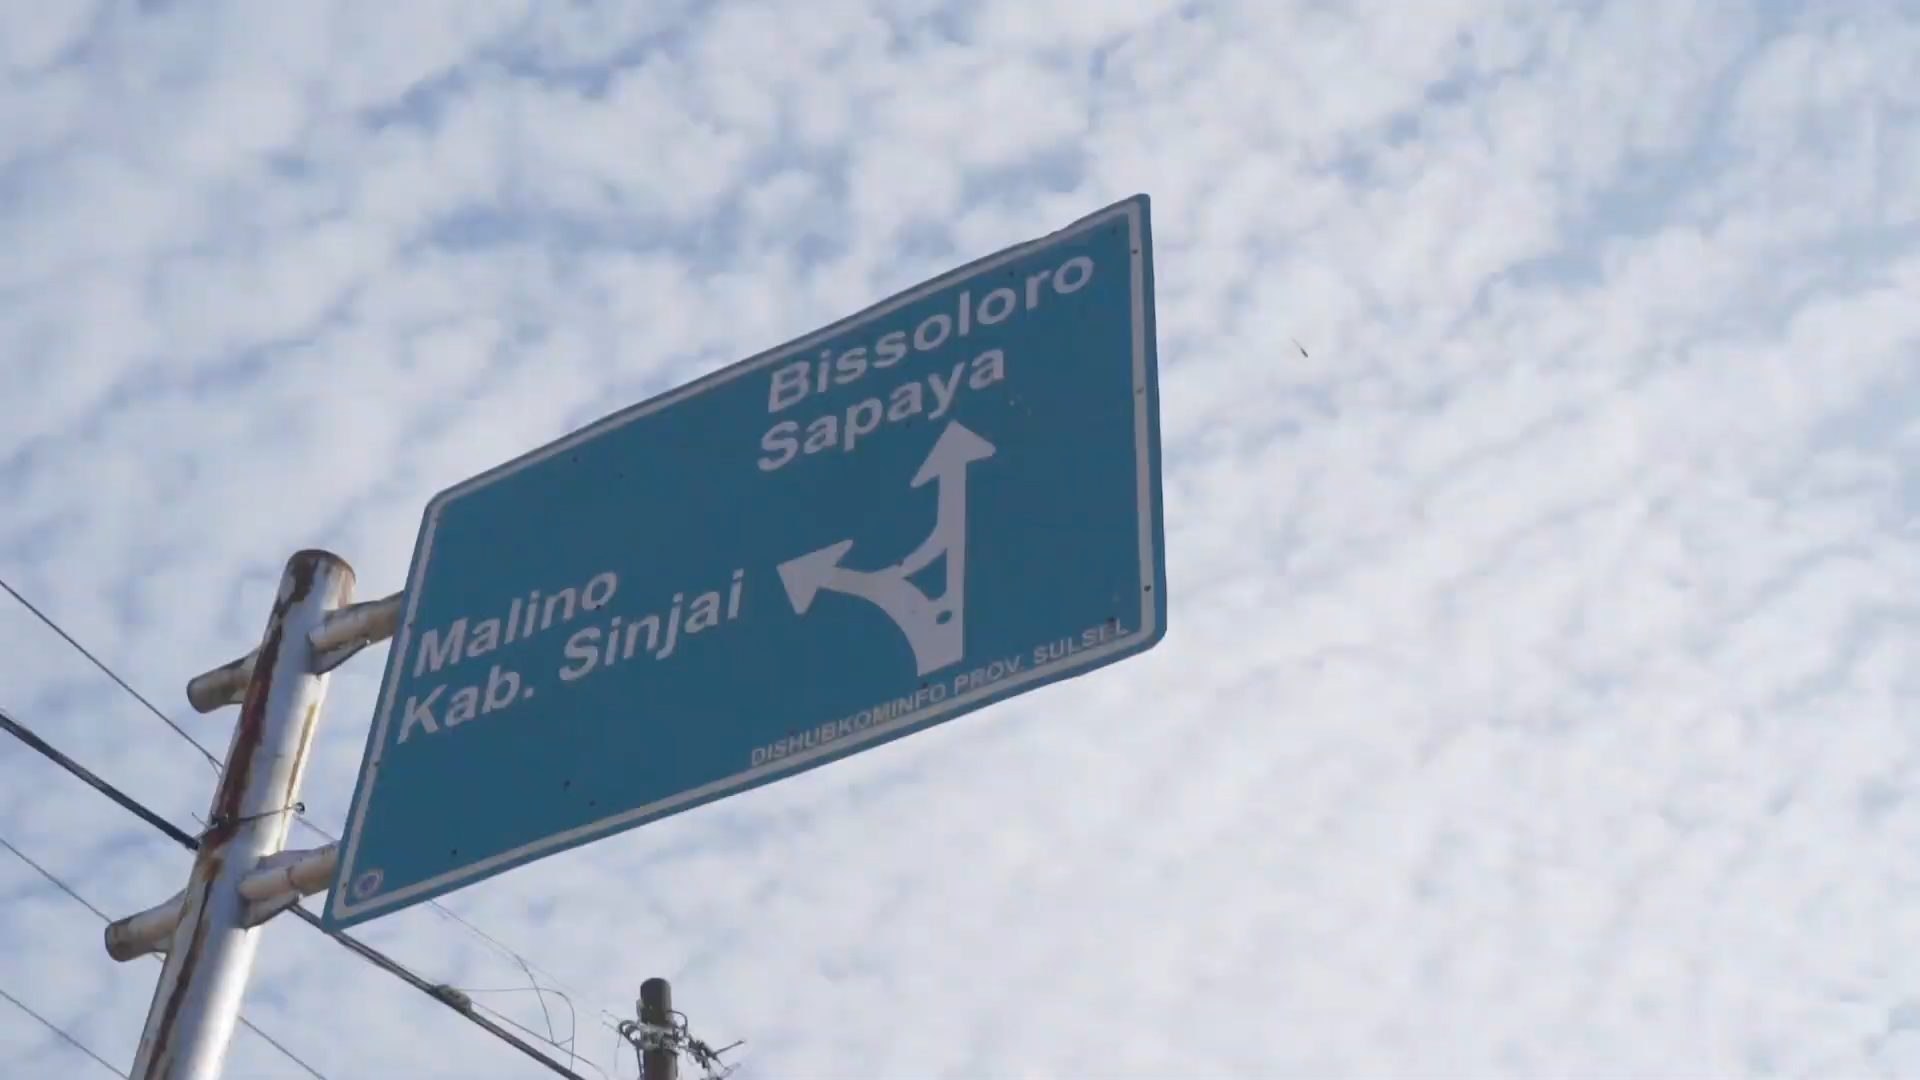 Bissoloro
Sapaya
Malino
Kab. Sinjai
DISHUBKOMINFO PROV. SULSEL